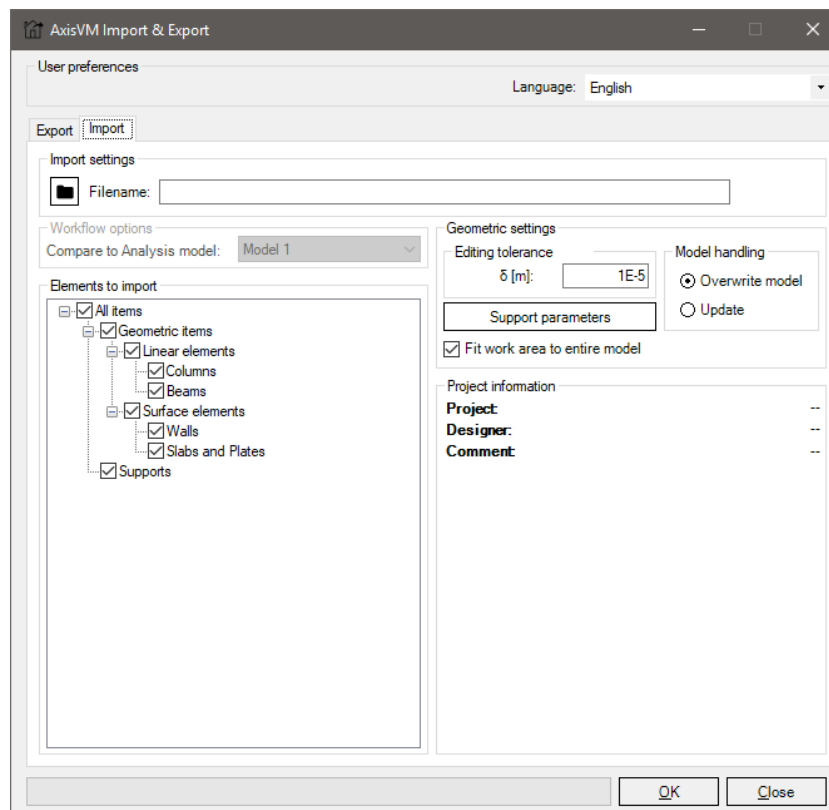 AxisVM Import & Export
User preferences
Language: English
Export Import
Import settings
Filename:
Workflow options
Compare to Analysis model: Model 1
Elements to import
All items
Geometric items
Linear elements
Columns
Beams
Surface elements
Walls
Slabs and Plates
Supports
Geometric settings
Editing tolerance
δ [m]: 1E-5
Support parameters
Model handling
Overwrite model
Update
Fit work area to entire model
Project information
Project: --
Designer: --
Comment: --
OK Close